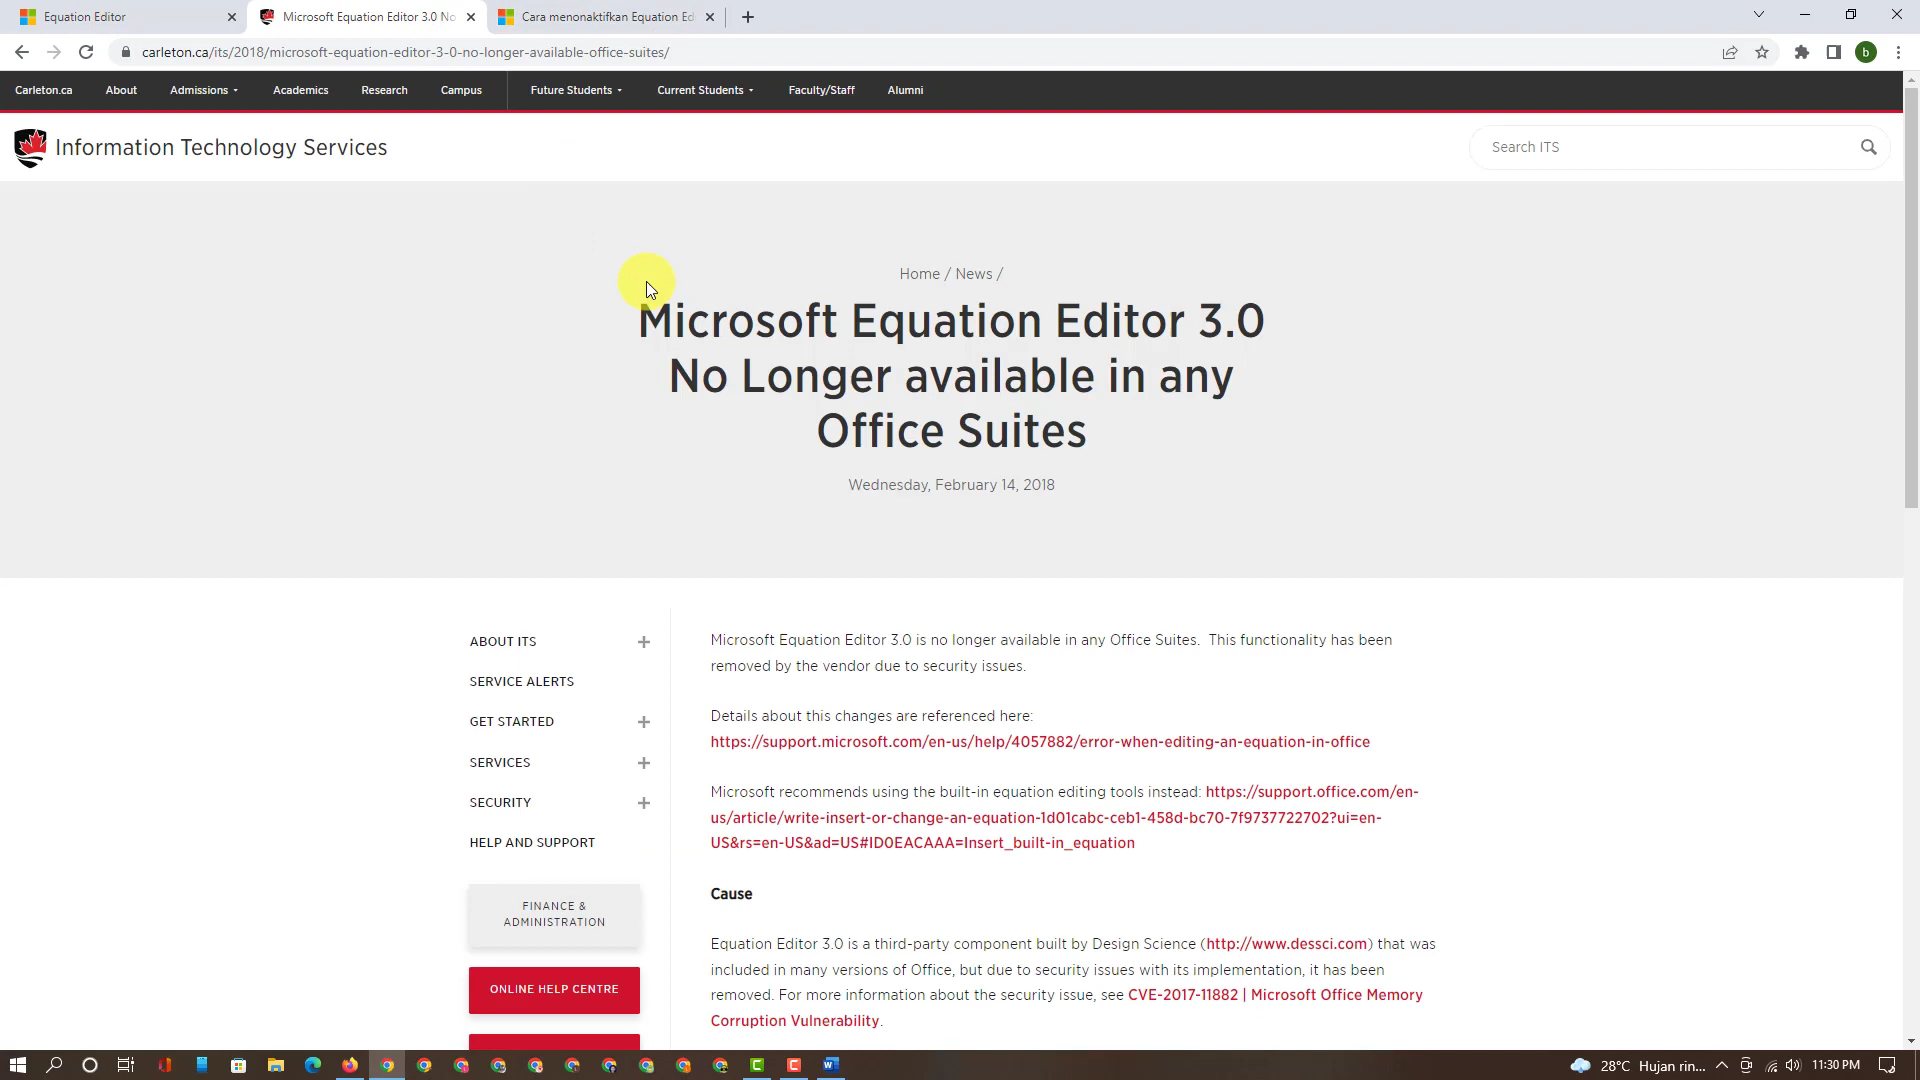 Equation Editor
Microsoft Equation Editor 3.0 No
Cara menonaktifkan Equation Ed
carleton.ca/its/2018/microsoft-equation-editor-3-0-no-longer-available-office-suites/
b
Carleton.ca About Admissions Academics Research Campus Future Students Current Students Faculty/Staff Alumni
Information Technology Services
Search ITS
Home / News /
Microsoft Equation Editor 3.0
No Longer available in any
Office Suites
Wednesday, February 14, 2018
ABOUT ITS
SERVICE ALERTS
GET STARTED
SERVICES
SECURITY
HELP AND SUPPORT
FINANCE &
ADMINISTRATION
ONLINE HELP CENTRE
Microsoft Equation Editor 3.0 is no longer available in any Office Suites. This functionality has been
removed by the vendor due to security issues.
Details about this changes are referenced here:
https://support.microsoft.com/en-us/help/4057882/error-when-editing-an-equation-in-office
Microsoft recommends using the built-in equation editing tools instead: https://support.office.com/en-
us/article/write-insert-or-change-an-equation-1d01cabc-ceb1-458d-bc70-7f9737722702?ui=en-
US&rs=en-US&ad=US#ID0EACAAA=Insert_built-in_equation
Cause
Equation Editor 3.0 is a third-party component built by Design Science (http://www.dessci.com) that was
included in many versions of Office, but due to security issues with its implementation, it has been
removed. For more information about the security issue, see CVE-2017-11882 | Microsoft Office Memory
Corruption Vulnerability.
28°C Hujan rin... 11:30 PM